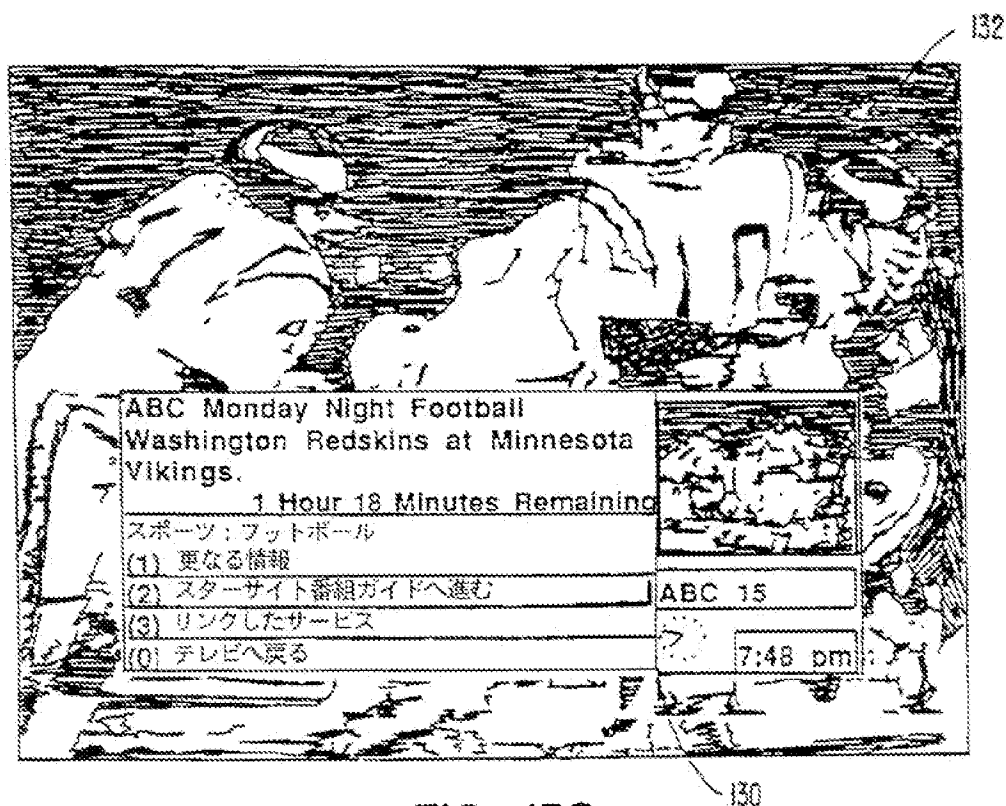 132
ABC Monday Night Football
Washington Redskins at Minnesota
Vikings.
1 Hour 18 Minutes Remaining
スポーツ:フットボール
(1) 更なる情報
(2) スターサイト番組ガイドへ進む
(3) リンクしたサービス
(0) テレビへ戻る
ABC 15
7:48 pm
130